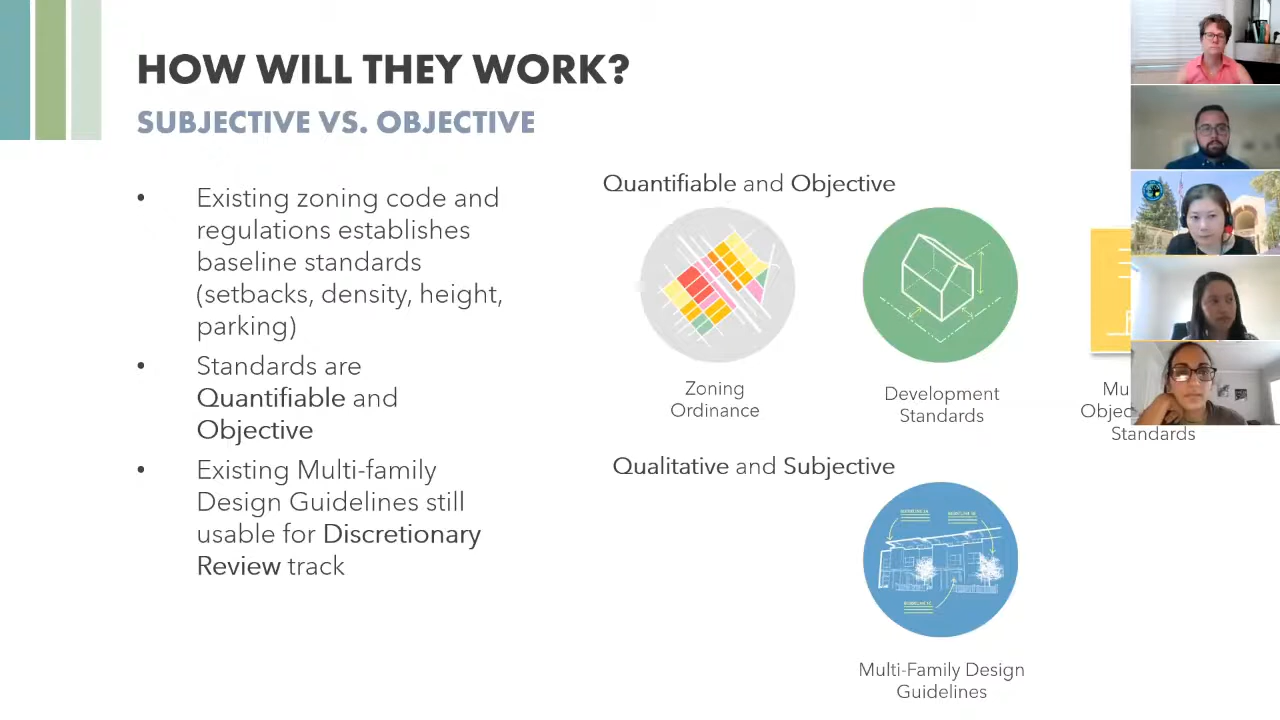 HOW WILL THEY WORK?
SUBJECTIVE VS. OBJECTIVE
• Existing zoning code and
regulations establishes
baseline standards
(setbacks, density, height,
parking)
• Standards are
Quantifiable and
Objective
• Existing Multi-family
Design Guidelines still
usable for Discretionary
Review track
Quantifiable and Objective
Zoning
Ordinance
Development
Standards
Standards
Qualitative and Subjective
Multi-Family Design
Guidelines